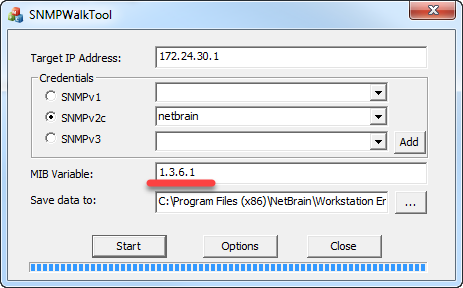 SNMPWalkTool
Target IP Address: 172.24.30.1
Credentials
SNMPv1
SNMPv2c netbrain
SNMPv3 Add
MIB Variable: 1.3.6.1
Save data to: C:\Program Files (x86)\NetBrain\Workstation Er ...
Start Options Close